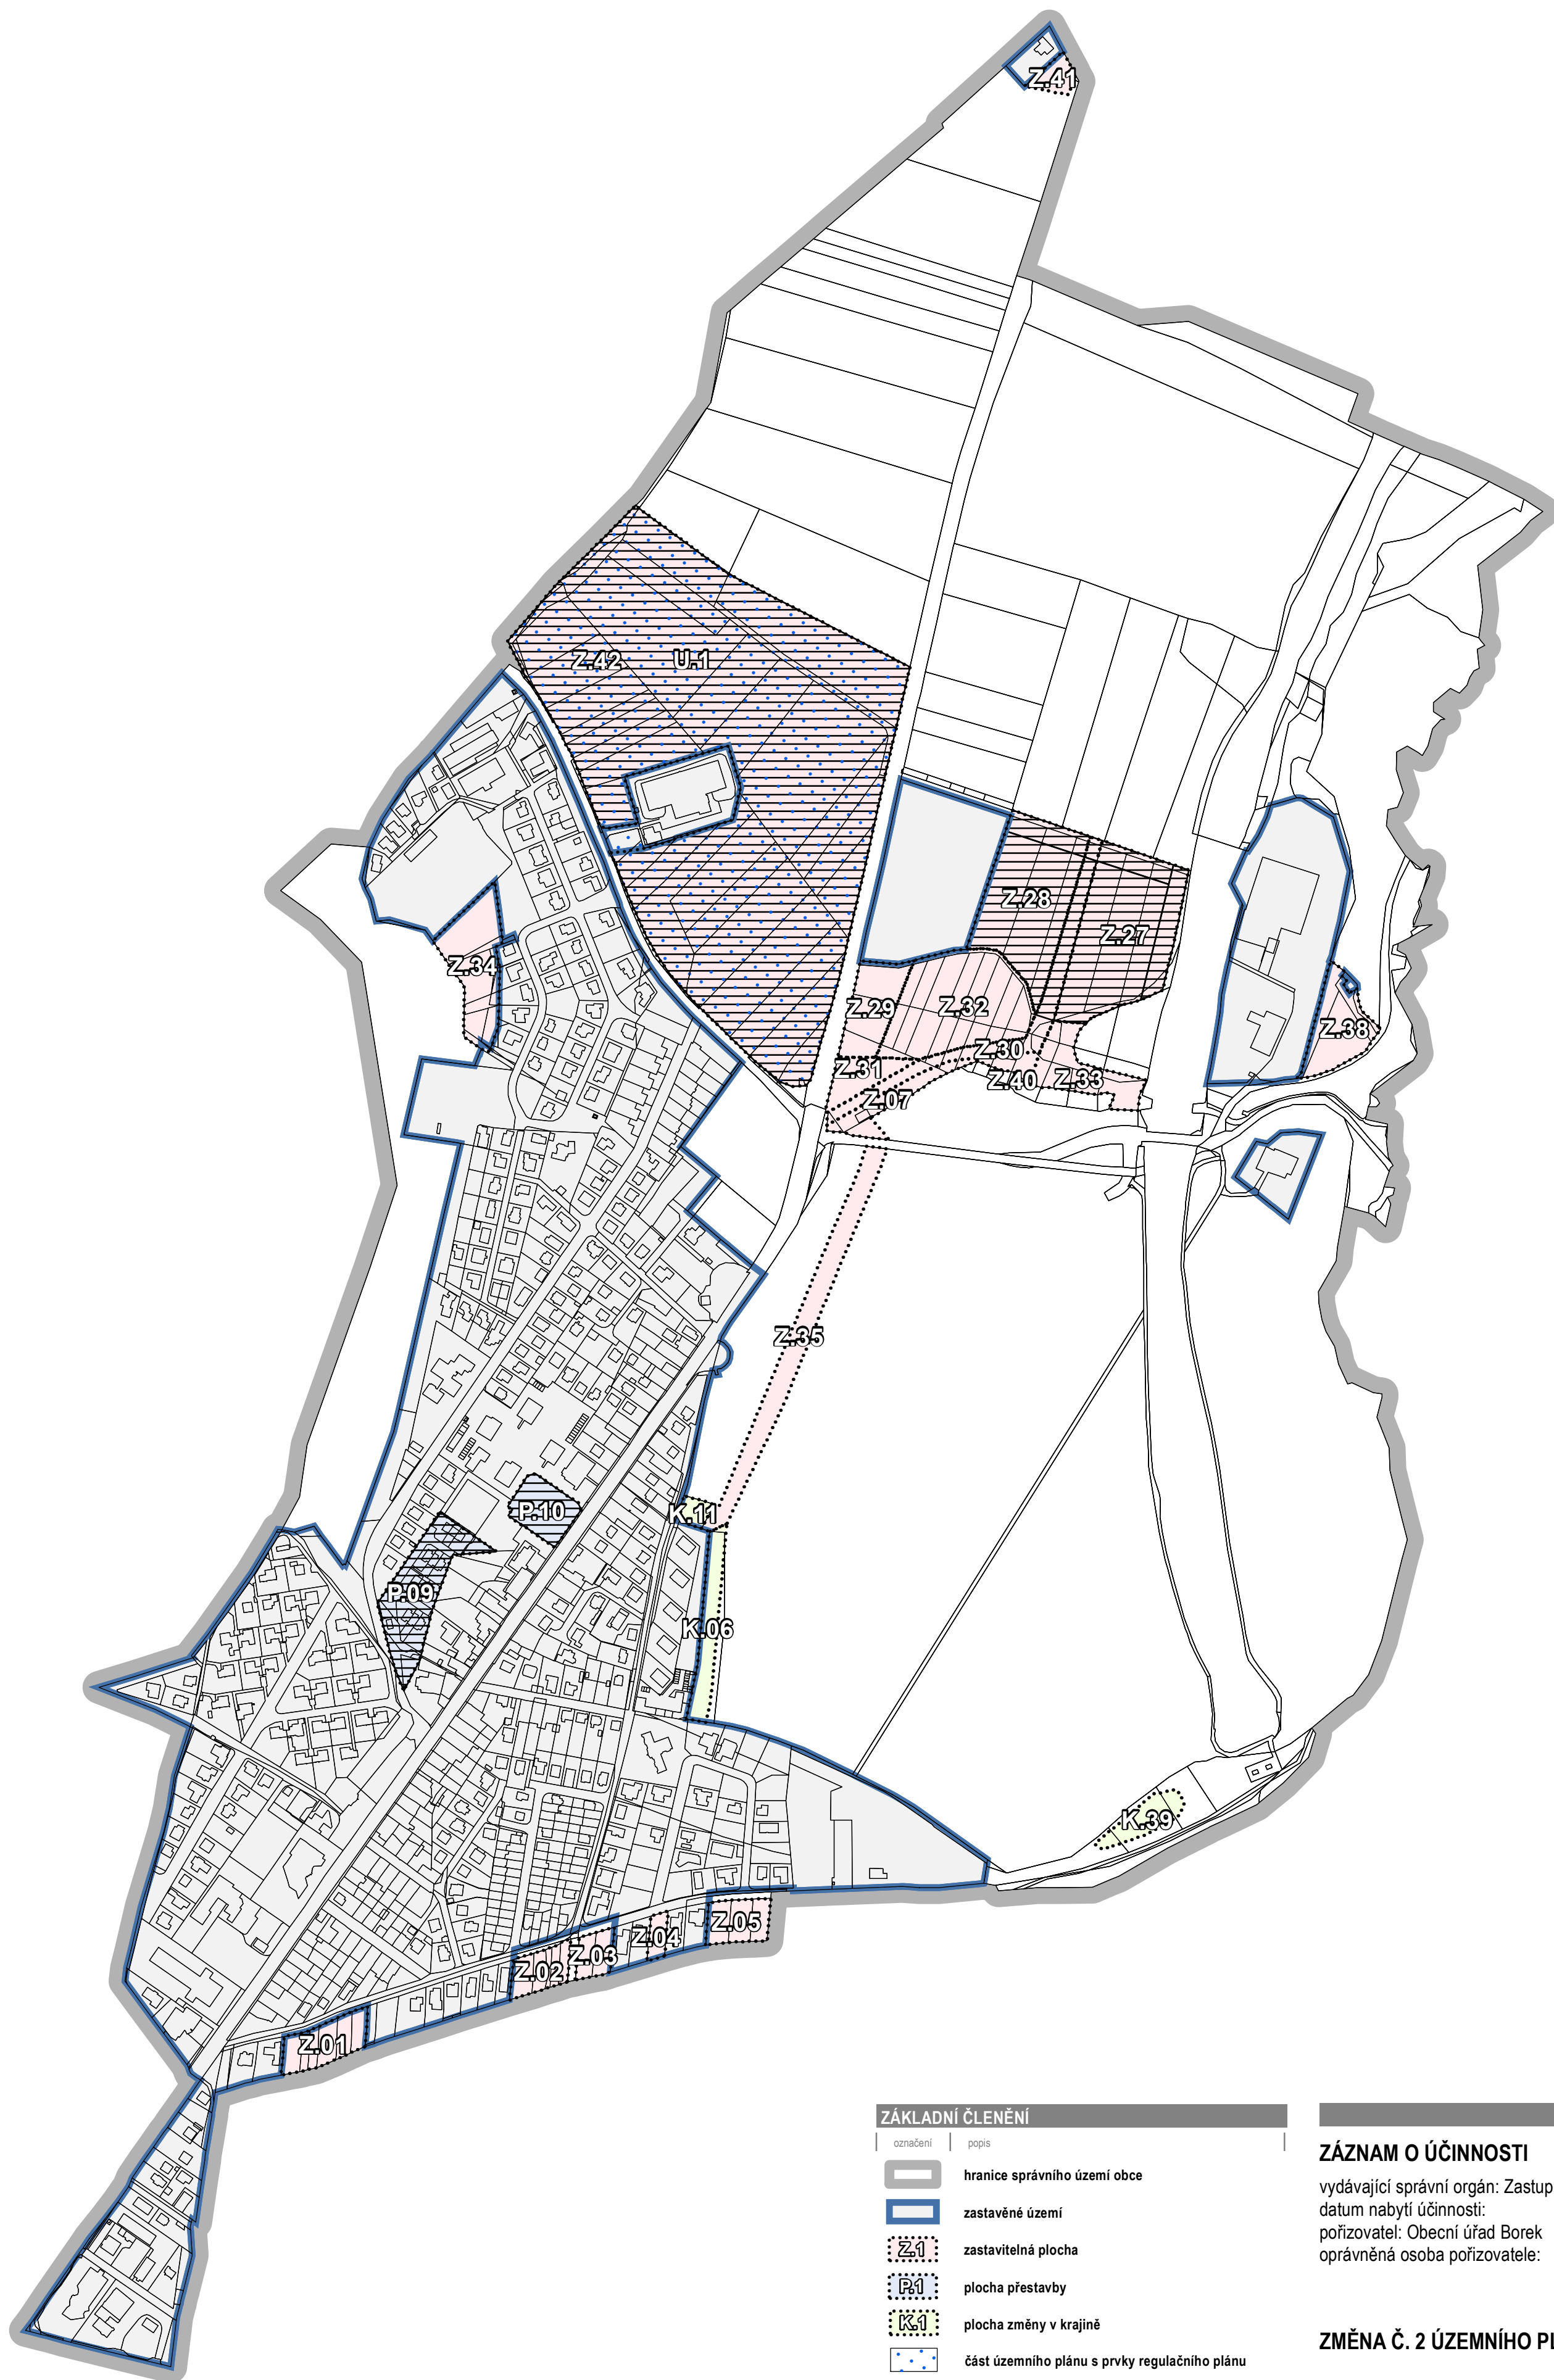 Z.41
Z.42
U.1
Z.28
Z.27
Z.34
Z.29
Z.32
Z.38
Z.30
Z.31
Z.40
Z.33
Z.07
Z.35
P.10
K.11
P.09
K.06
K.39
Z.05
Z.04
Z.03
Z.02
Z.01
ZÁKLADNÍ ČLENĚNÍ
označení popis
hranice správního území obce
zastavěné území
Z.1 zastavitelná plocha
P.1 plocha přestavby
K.1 plocha změny v krajině
část územního plánu s prvky regulačního plánu
ZÁZNAM O ÚČINNOSTI
vydávající správní orgán: Zastup
datum nabytí účinnosti:
pořizovatel: Obecní úřad Borek
oprávněná osoba pořizovatele:
ZMĚNA Č. 2 ÚZEMNÍHO